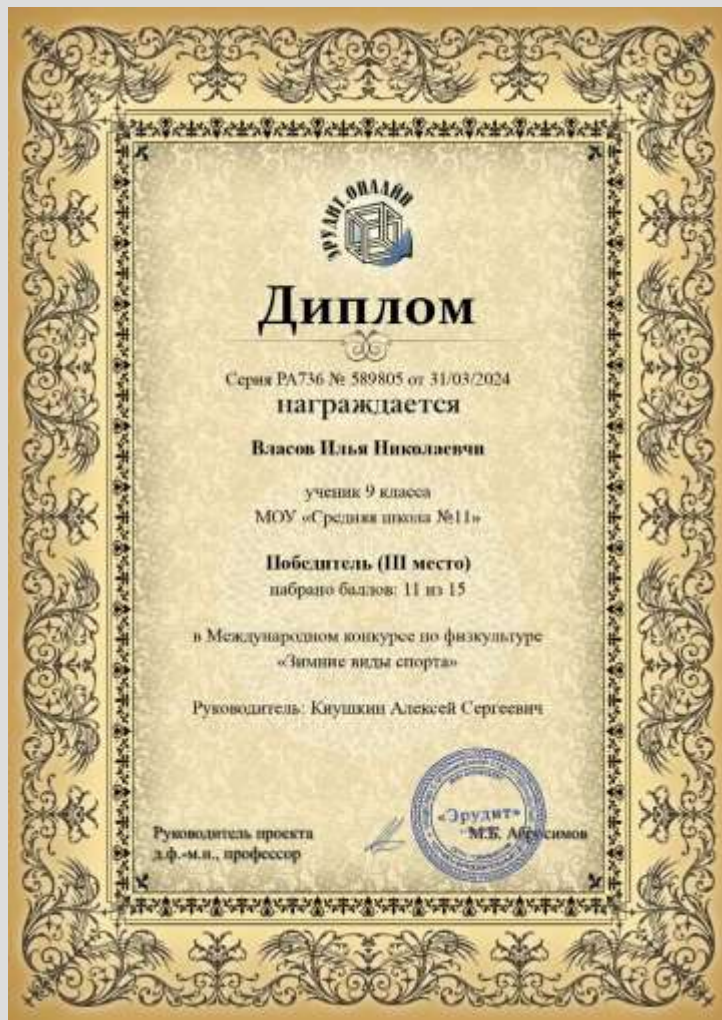 ЭРУДИТ ОНЛАЙН
Диплом
Серия РА736 № 589805 от 31/03/2024
награждается
Власов Илья Николаевчи
ученик 9 класса
МОУ «Средняя школа №11»
Победитель (III место)
набрано баллов: 11 из 15
в Международном конкурсе по физкультуре
«Зимние виды спорта»
Руководитель: Киушкин Алексей Сергеевич
«Эрудит»
Руководитель проекта
М.Б. Абросимов
д.ф.-м.н., профессор